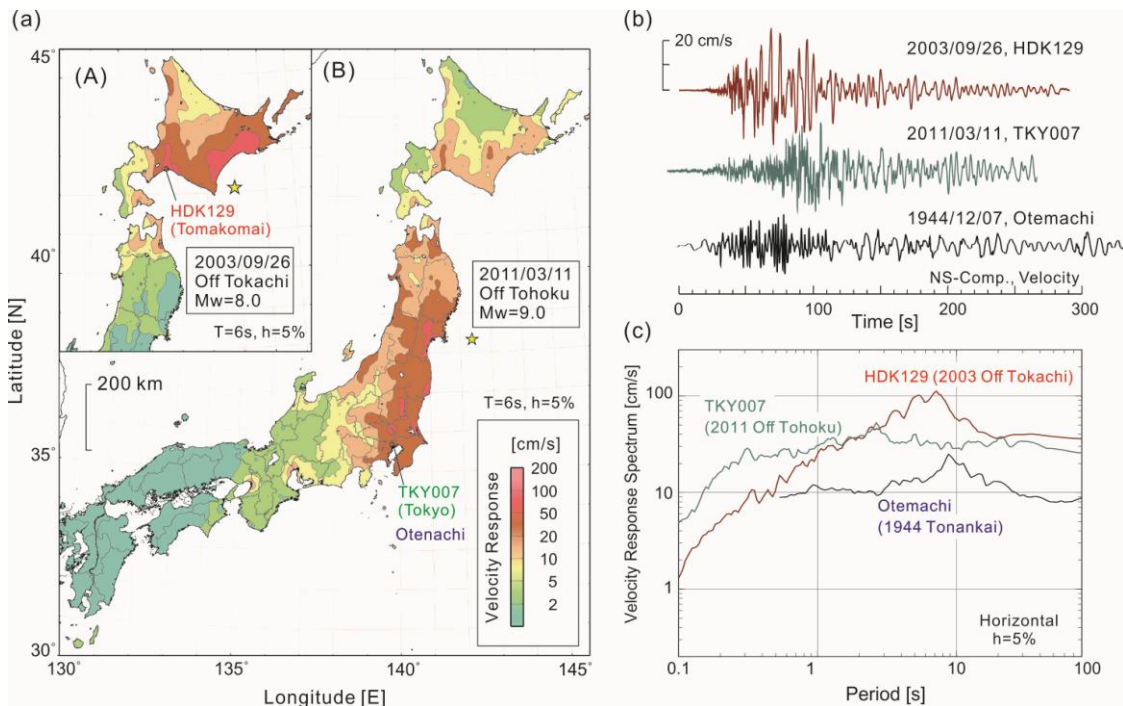 (a)
45°
40°
35°
30°
Latitude [N]
130
135
140
145
Longitude [E]
(A)
HDK129
(Tomakomai)
2003/09/26
Off Tokachi
Mw=8.0
T=6s, h=5%
200 km
(B)
2011/03/11
Off Tohoku
Mw=9.0
T=6s, h=5%
TKY007
(Tokyo)
Otenachi
Velocity Response
[cm/s]
200
100
50
20
10
5
2
(b)
20 cm/s
2003/09/26, HDK129
2011/03/11, TKY007
1944/12/07, Otemachi
NS-Comp., Velocity
0
100
200
300
Time [s]
(c)
Velocity Response Spectrum [cm/s]
100
10
1
HDK129 (2003 Off Tokachi)
TKY007
(2011 Off Tohoku)
Otemachi
(1944 Tonankai)
Horizontal
h=5%
0.1
1
10
100
Period [s]